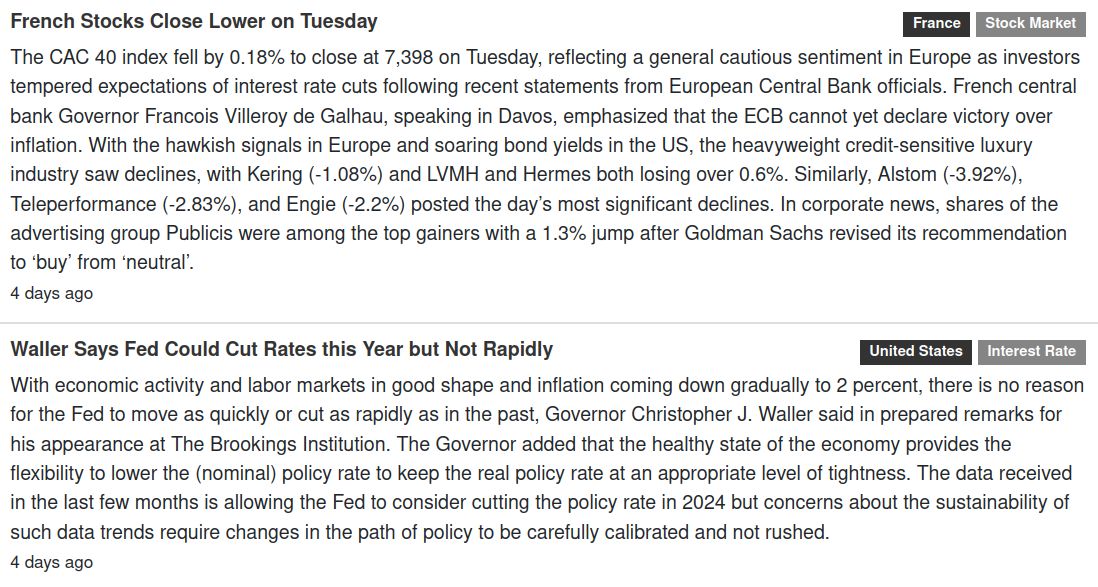 French Stocks Close Lower on Tuesday
France
Stock Market
The CAC 40 index fell by 0.18% to close at 7,398 on Tuesday, reflecting a general cautious sentiment in Europe as investors
tempered expectations of interest rate cuts following recent statements from European Central Bank officials. French central
bank Governor Francois Villeroy de Galhau, speaking in Davos, emphasized that the ECB cannot yet declare victory over
inflation. With the hawkish signals in Europe and soaring bond yields in the US, the heavyweight credit-sensitive luxury
industry saw declines, with Kering (-1.08%) and LVMH and Hermes both losing over 0.6%. Similarly, Alstom (-3.92%),
Teleperformance (-2.83%), and Engie (-2.2%) posted the day’s most significant declines. In corporate news, shares of the
advertising group Publicis were among the top gainers with a 1.3% jump after Goldman Sachs revised its recommendation
to ‘buy’ from ‘neutral’.
4 days ago
Waller Says Fed Could Cut Rates this Year but Not Rapidly
United States
Interest Rate
With economic activity and labor markets in good shape and inflation coming down gradually to 2 percent, there is no reason
for the Fed to move as quickly or cut as rapidly as in the past, Governor Christopher J. Waller said in prepared remarks for
his appearance at The Brookings Institution. The Governor added that the healthy state of the economy provides the
flexibility to lower the (nominal) policy rate to keep the real policy rate at an appropriate level of tightness. The data received
in the last few months is allowing the Fed to consider cutting the policy rate in 2024 but concerns about the sustainability of
such data trends require changes in the path of policy to be carefully calibrated and not rushed.
4 days ago